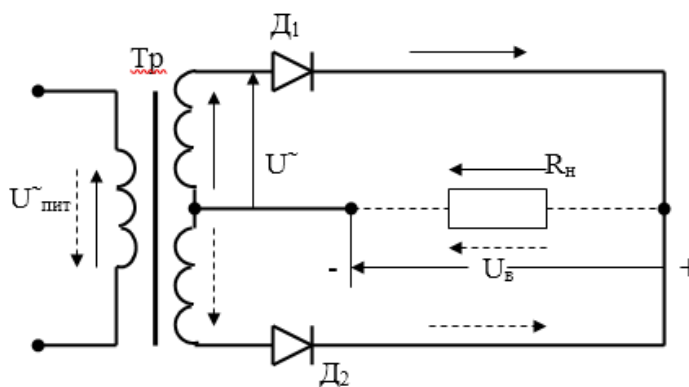 Д₁
Тр
U~
Rн
U~пит
- Uв +
Д₂